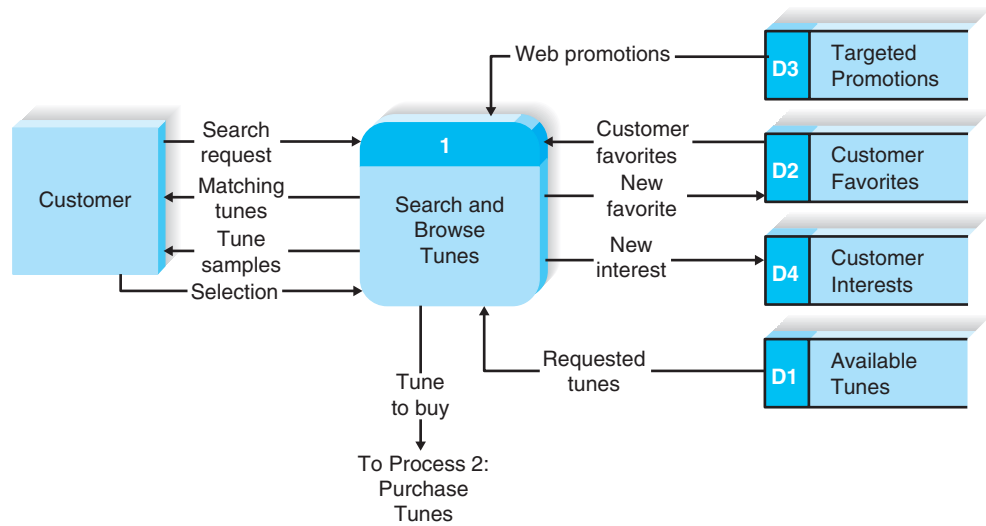 Web promotions
D3
Targeted
Promotions
Customer
Search
request
Matching
tunes
Tune
samples
Selection
1
Search and
Browse
Tunes
Customer
favorites
New
favorite
D2
Customer
Favorites
New
interest
D4
Customer
Interests
Requested
tunes
D1
Available
Tunes
Tune
to buy
To Process 2:
Purchase
Tunes